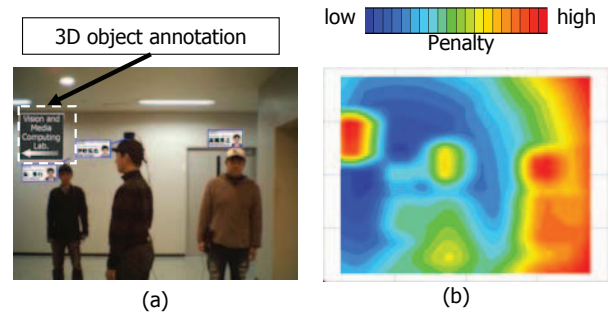 3D object annotation
low
high
Penalty
Vision and
Media
Computing
Lab.
(a)
(b)